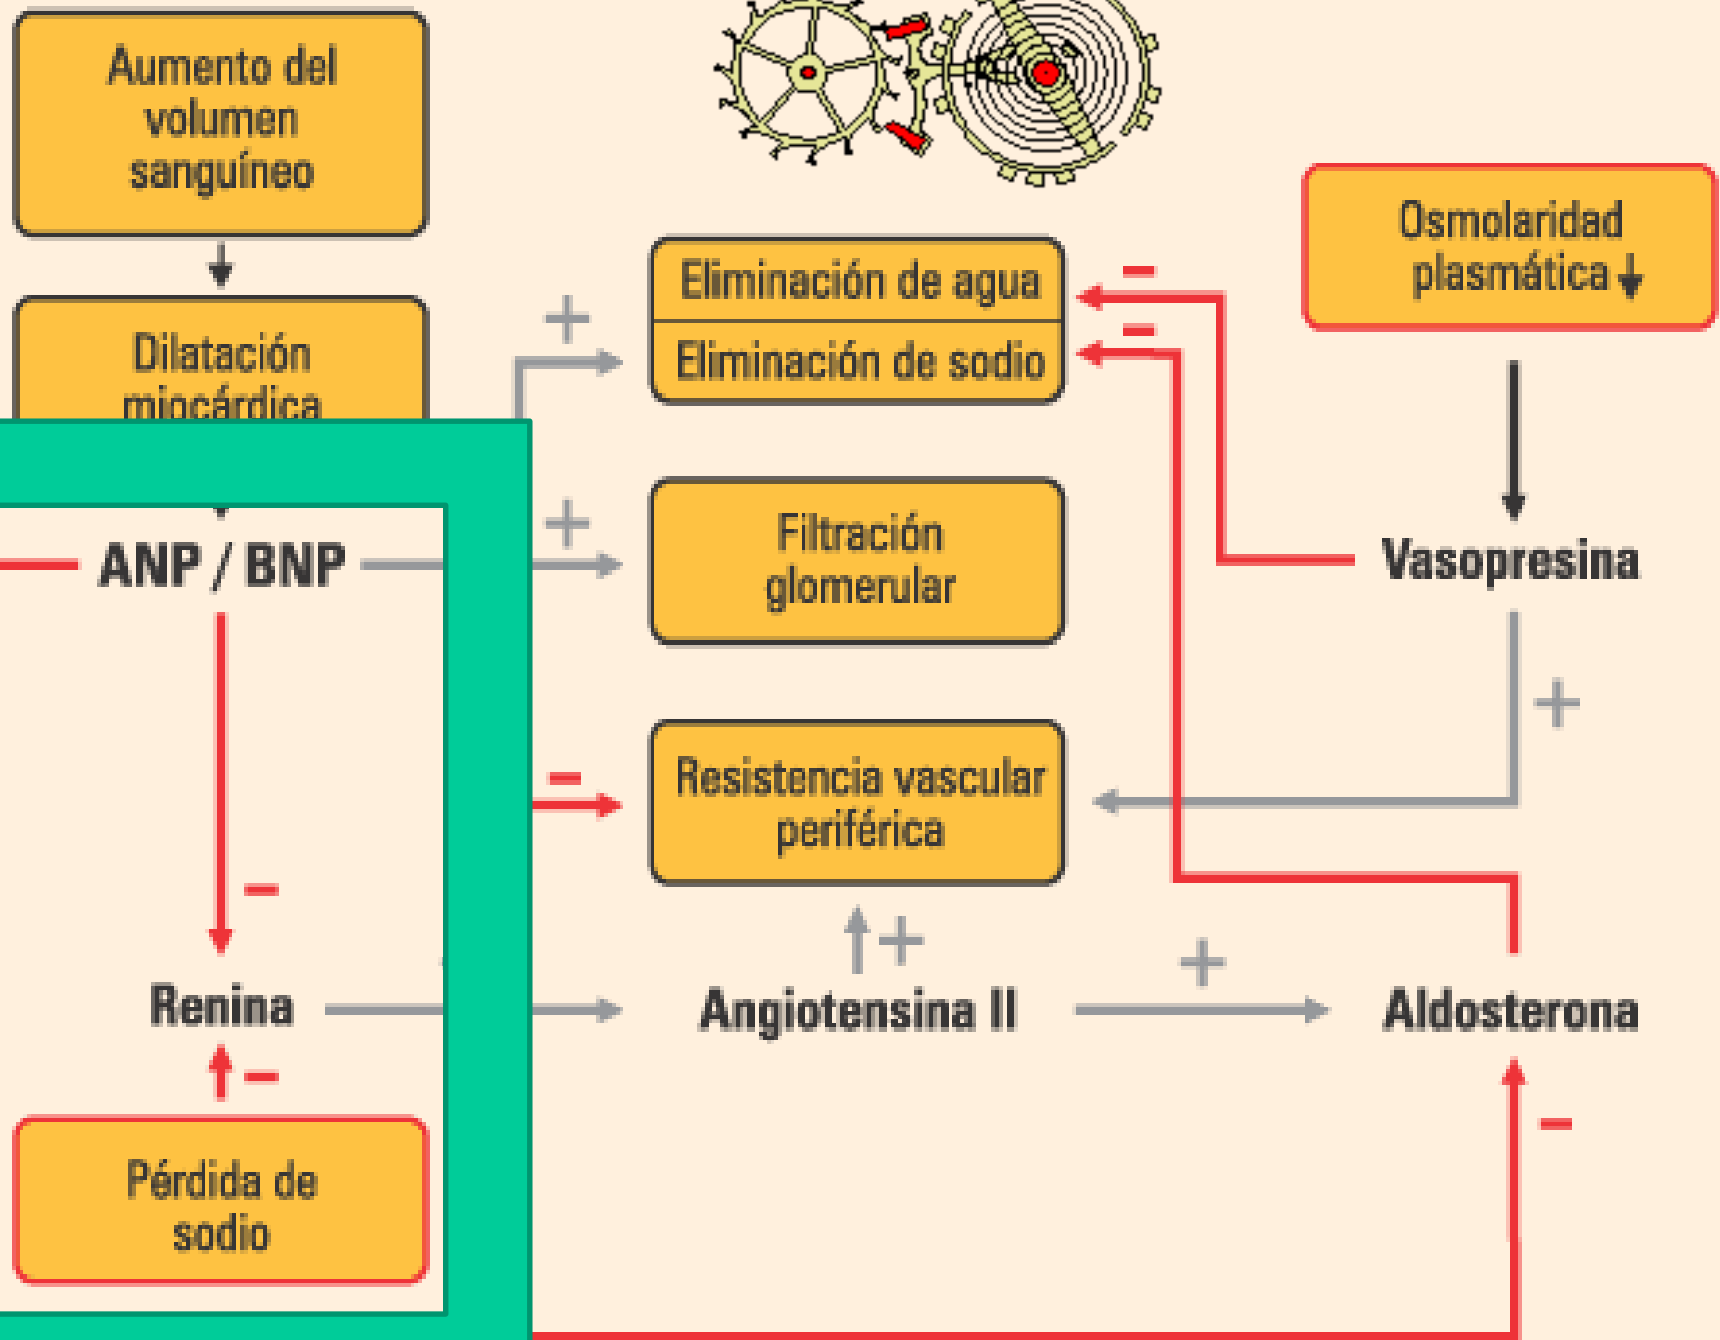 Aumento del
volumen
sanguíneo
Dilatación
miocárdica
ANP / BNP
Renina
Pérdida de
sodio
Eliminación de agua
Eliminación de sodio
Filtración
glomerular
Resistencia vascular
periférica
Angiotensina II
Osmolaridad
plasmática
Vasopresina
Aldosterona
+
+
−
−
−
−
−
+
+
+
−